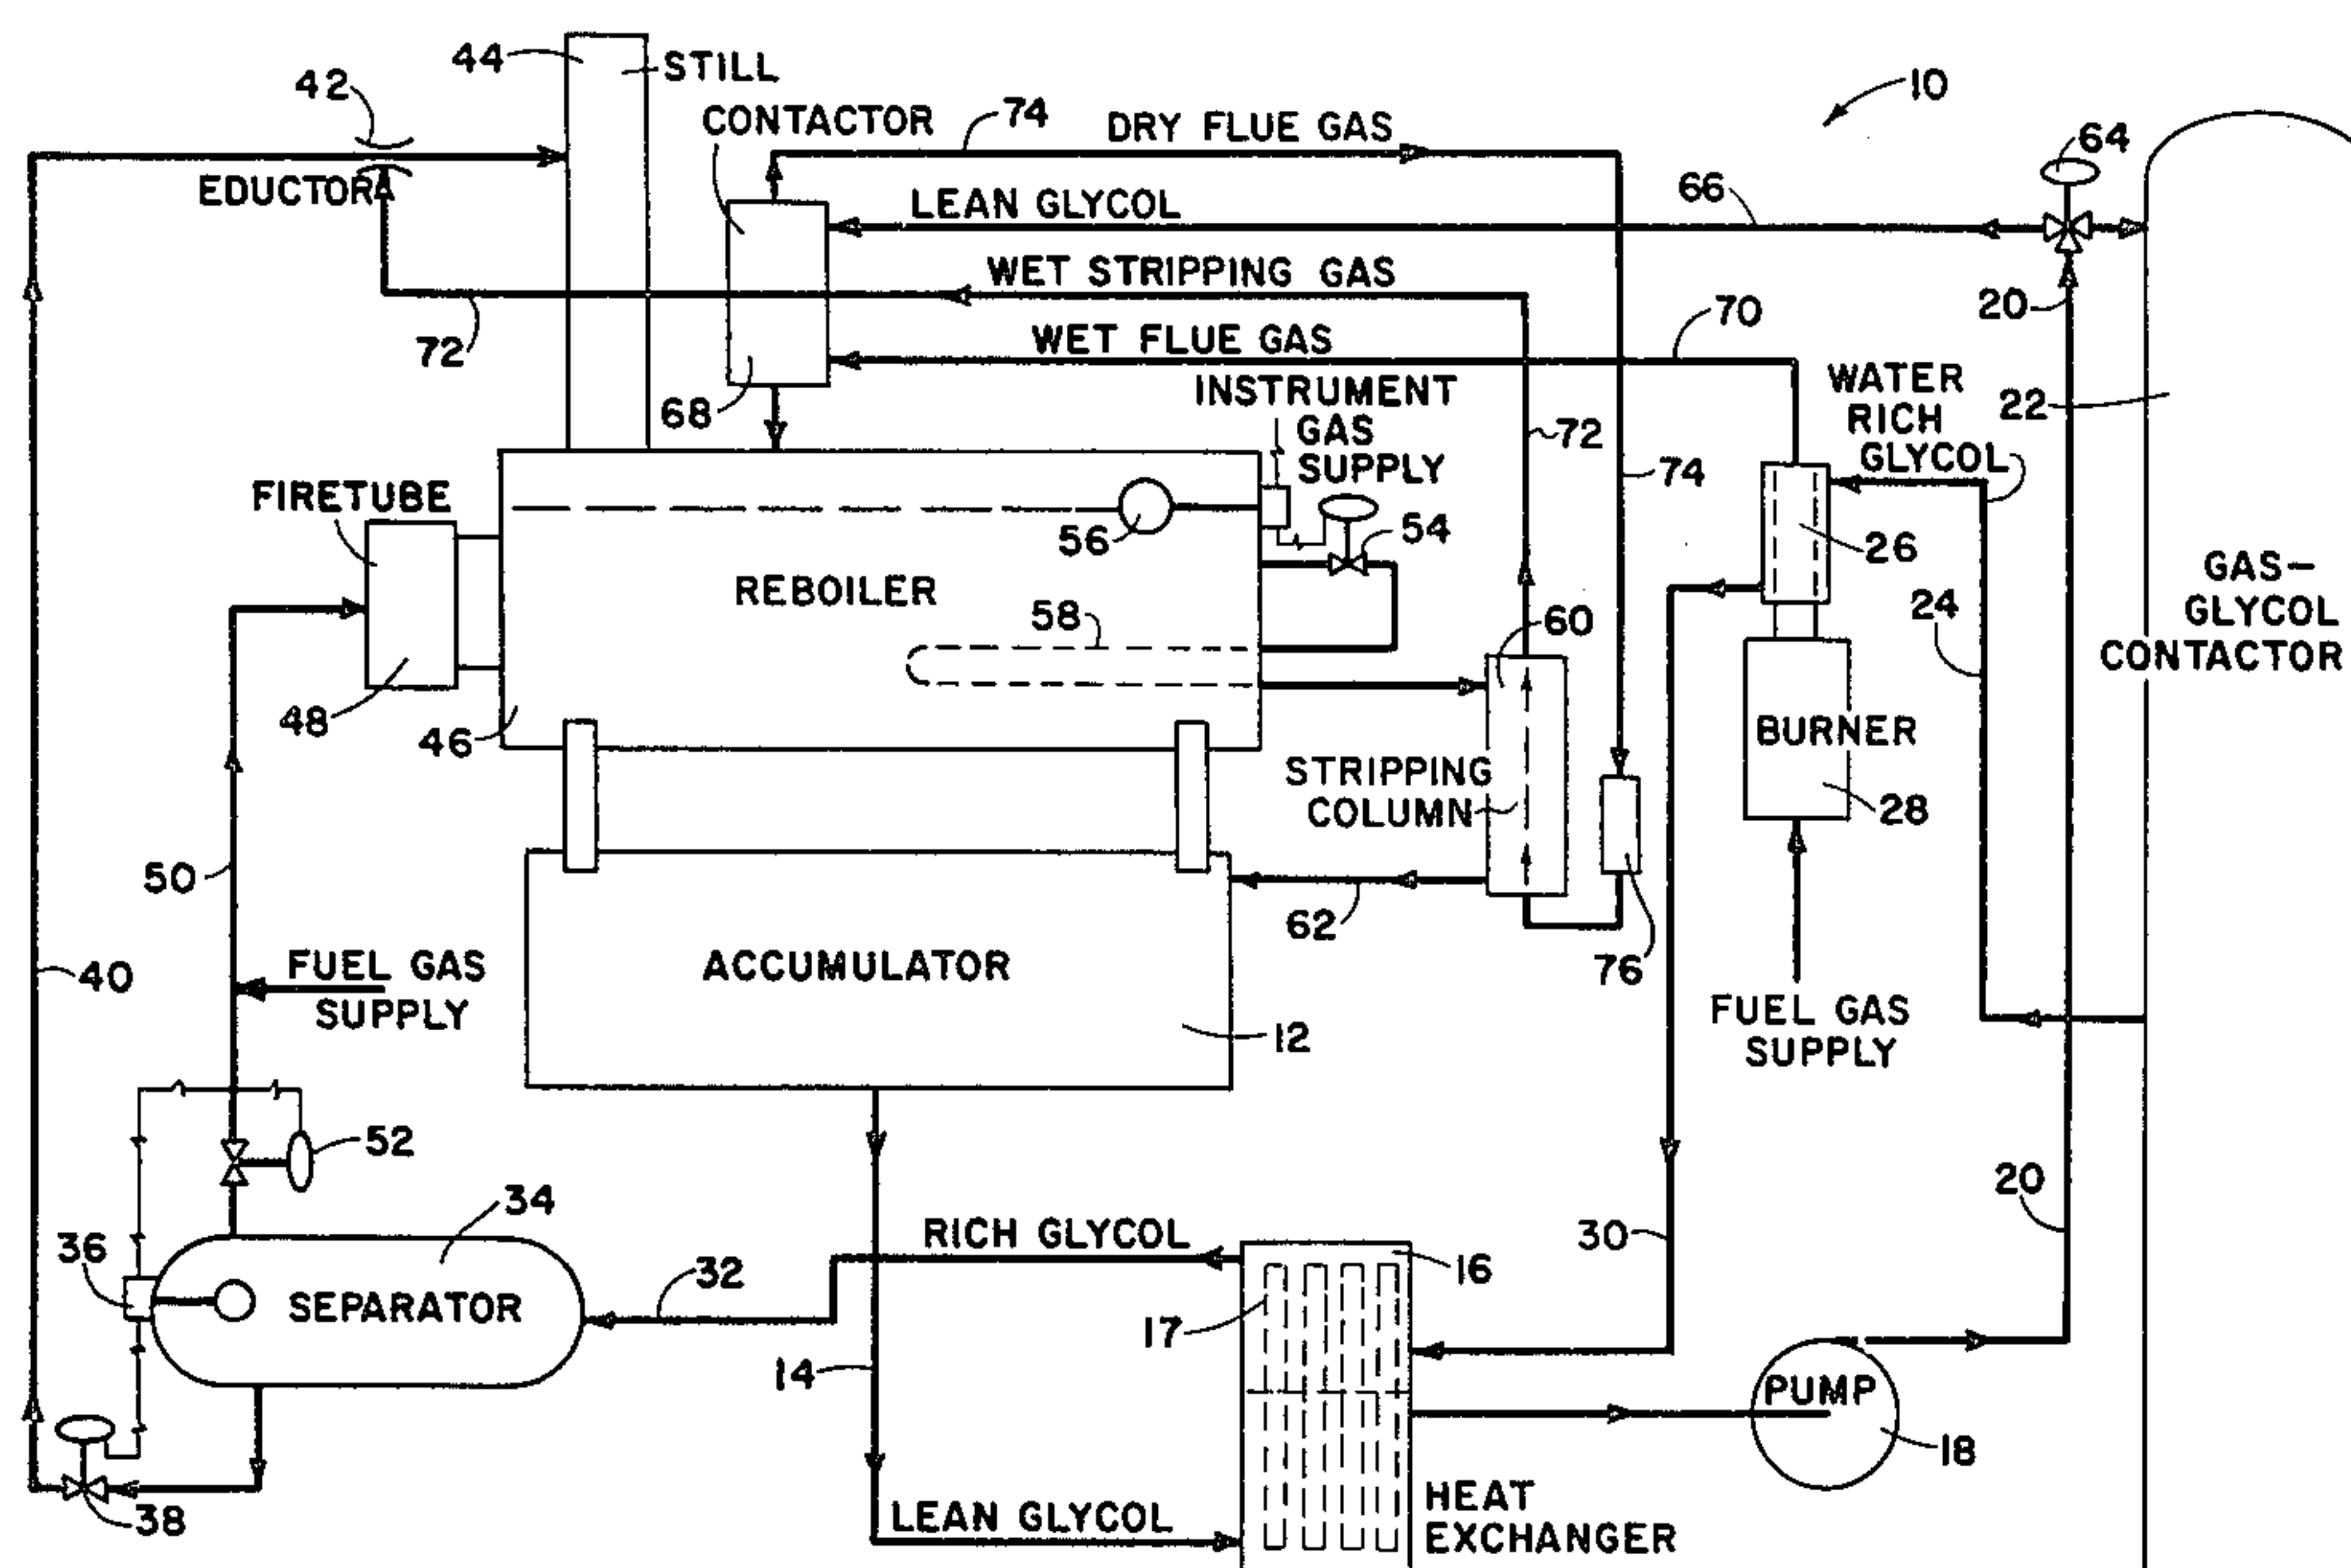 44
STILL
42
CONTACTOR
74
DRY FLUE GAS
10
64
EDUCTOR
LEAN GLYCOL
66
WET STRIPPING GAS
20
72
WET FLUE GAS
70
68
INSTRUMENT
GAS
SUPPLY
WATER
RICH
GLYCOL
22
72
74
FIRETUBE
56
54
26
REBOILER
58
60
24
GAS-
GLYCOL
CONTACTOR
48
46
STRIPPING
COLUMN
BURNER
28
50
62
76
40
FUEL GAS
SUPPLY
ACCUMULATOR
12
FUEL GAS
SUPPLY
52
34
20
36
RICH GLYCOL
30
32
16
SEPARATOR
17
14
PUMP
18
38
LEAN GLYCOL
HEAT
EXCHANGER